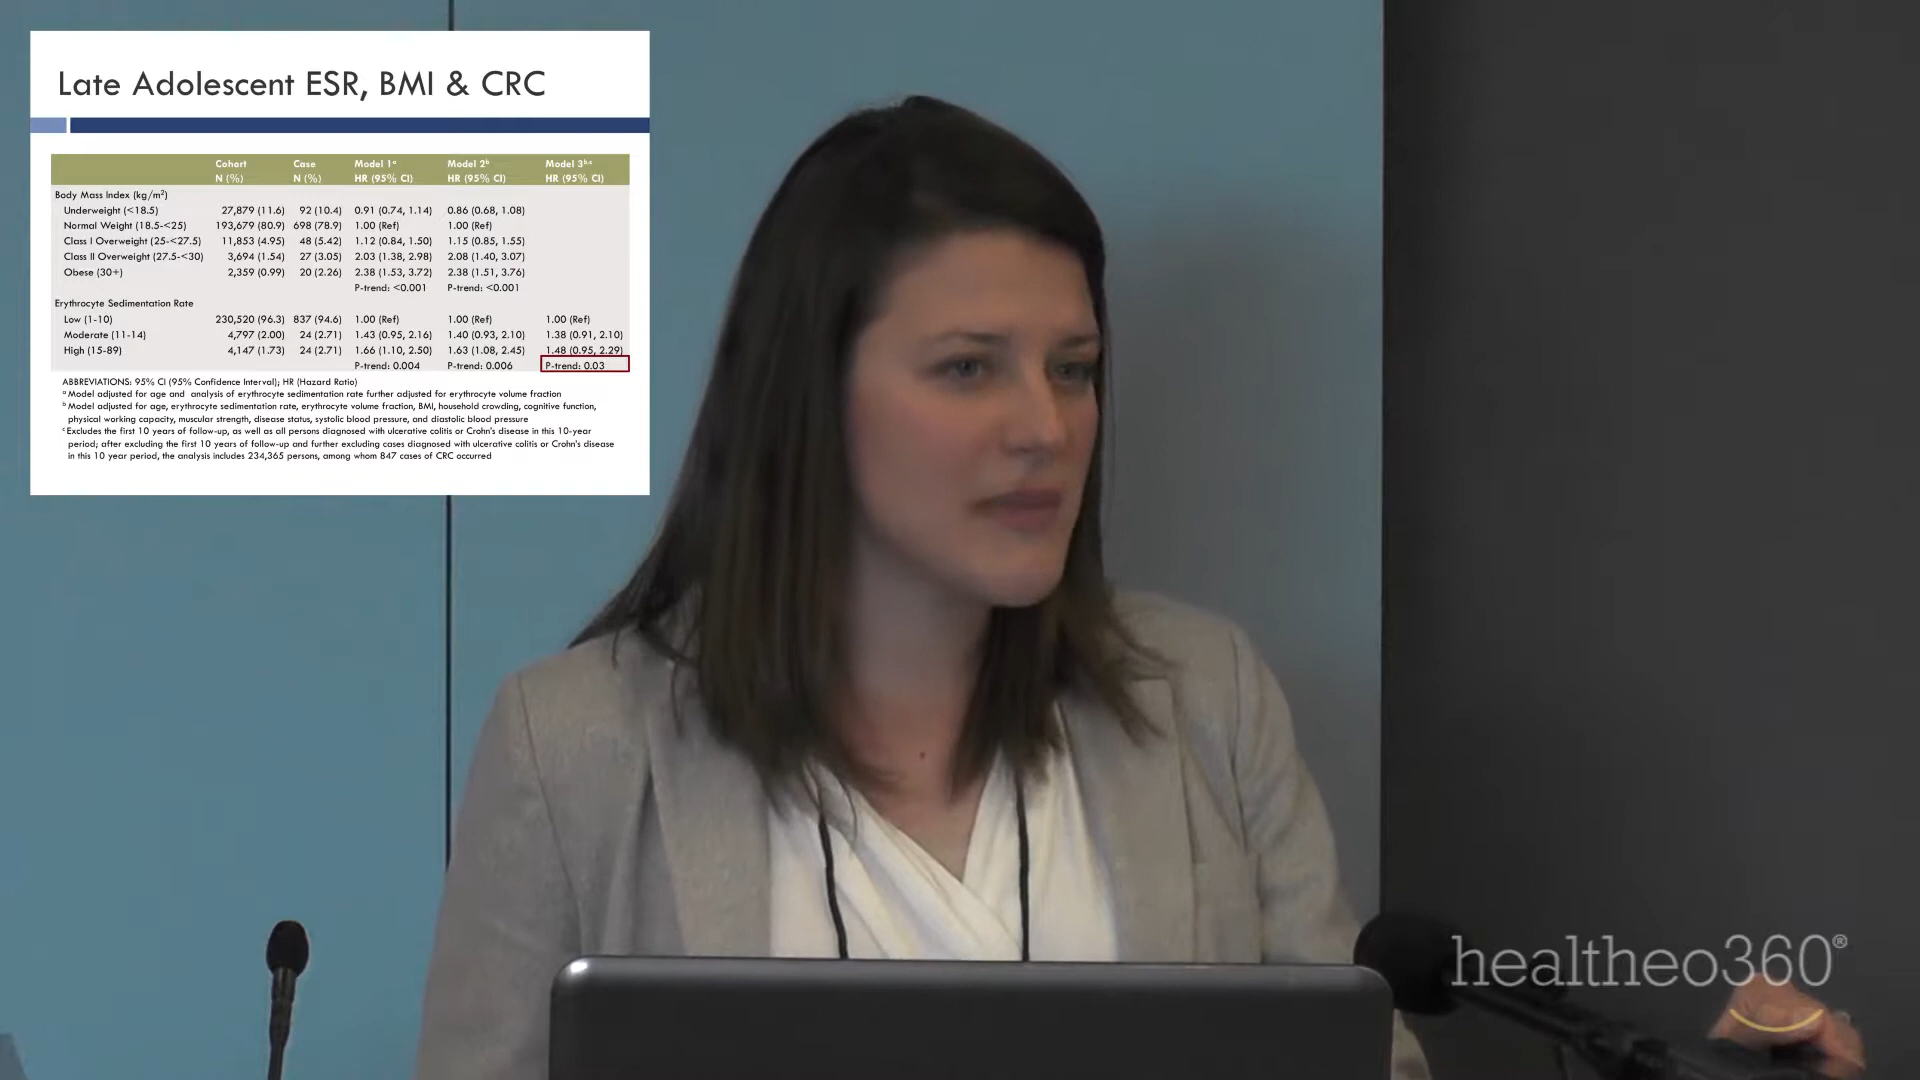 Late Adolescent ESR, BMI & CRC
Cohort Case Model 1ᵃ Model 2ᵇ Model 3ᵇ·ᶜ
N (%) N (%) HR (95% CI) HR (95% CI) HR (95% CI)
Body Mass Index (kg/m²)
Underweight (<18.5) 27,879 (11.6) 92 (10.4) 0.91 (0.74, 1.14) 0.86 (0.68, 1.08)
Normal Weight (18.5-<25) 193,679 (80.9) 698 (78.9) 1.00 (Ref) 1.00 (Ref)
Class I Overweight (25-<27.5) 11,853 (4.95) 48 (5.42) 1.12 (0.84, 1.50) 1.15 (0.85, 1.55)
Class II Overweight (27.5-<30) 3,694 (1.54) 27 (3.05) 2.03 (1.38, 2.98) 2.08 (1.40, 3.07)
Obese (30+) 2,359 (0.99) 20 (2.26) 2.38 (1.53, 3.72) 2.38 (1.51, 3.76)
P-trend: <0.001 P-trend: <0.001
Erythrocyte Sedimentation Rate
Low (1-10) 230,520 (96.3) 837 (94.6) 1.00 (Ref) 1.00 (Ref) 1.00 (Ref)
Moderate (11-14) 4,797 (2.00) 24 (2.71) 1.43 (0.95, 2.16) 1.40 (0.93, 2.10) 1.38 (0.91, 2.10)
High (15-89) 4,147 (1.73) 24 (2.71) 1.66 (1.10, 2.50) 1.63 (1.08, 2.45) 1.48 (0.95, 2.29)
P-trend: 0.004 P-trend: 0.006 P-trend: 0.03
ABBREVIATIONS: 95% CI (95% Confidence Interval); HR (Hazard Ratio)
ᵃ Model adjusted for age and analysis of erythrocyte sedimentation rate further adjusted for erythrocyte volume fraction
ᵇ Model adjusted for age, erythrocyte sedimentation rate, erythrocyte volume fraction, BMI, household crowding, cognitive function,
physical working capacity, muscular strength, disease status, systolic blood pressure, and diastolic blood pressure
ᶜ Excludes the first 10 years of follow-up, as well as all persons diagnosed with ulcerative colitis or Crohn's disease in this 10-year
period; after excluding the first 10 years of follow-up and further excluding cases diagnosed with ulcerative colitis or Crohn's disease
in this 10 year period, the analysis includes 234,365 persons, among whom 847 cases of CRC occurred
healtheo360®